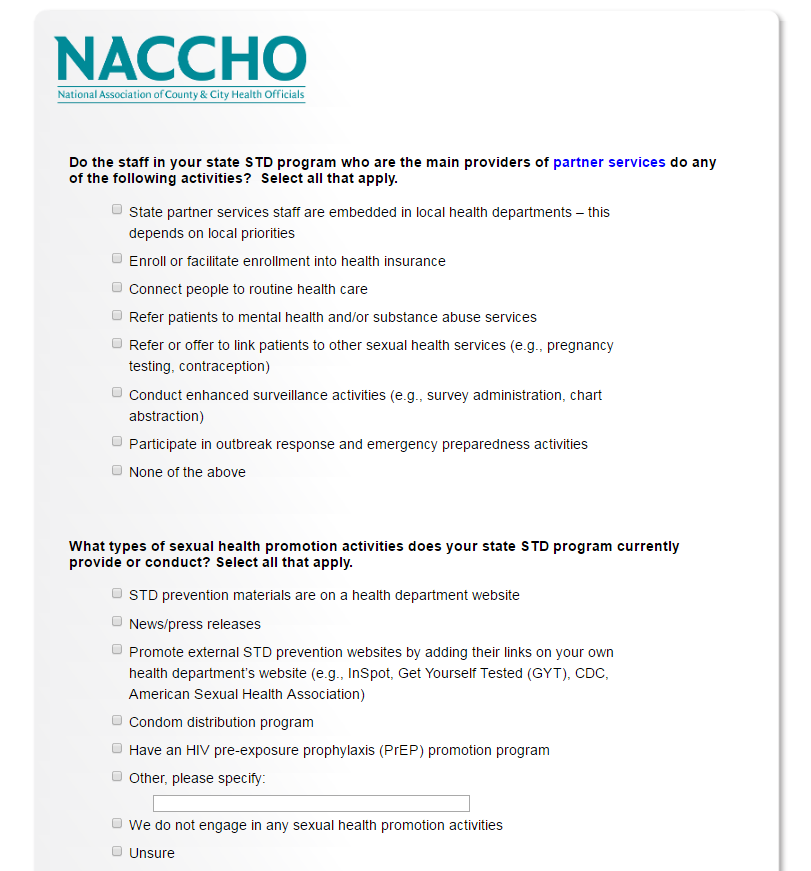 NACCHO
National Association of County & City Health Officials
Do the staff in your state STD program who are the main providers of partner services do any
of the following activities?  Select all that apply.
State partner services staff are embedded in local health departments – this
depends on local priorities
Enroll or facilitate enrollment into health insurance
Connect people to routine health care
Refer patients to mental health and/or substance abuse services
Refer or offer to link patients to other sexual health services (e.g., pregnancy
testing, contraception)
Conduct enhanced surveillance activities (e.g., survey administration, chart
abstraction)
Participate in outbreak response and emergency preparedness activities
None of the above
What types of sexual health promotion activities does your state STD program currently
provide or conduct? Select all that apply.
STD prevention materials are on a health department website
News/press releases
Promote external STD prevention websites by adding their links on your own
health department's website (e.g., InSpot, Get Yourself Tested (GYT), CDC,
American Sexual Health Association)
Condom distribution program
Have an HIV pre-exposure prophylaxis (PrEP) promotion program
Other, please specify:
We do not engage in any sexual health promotion activities
Unsure